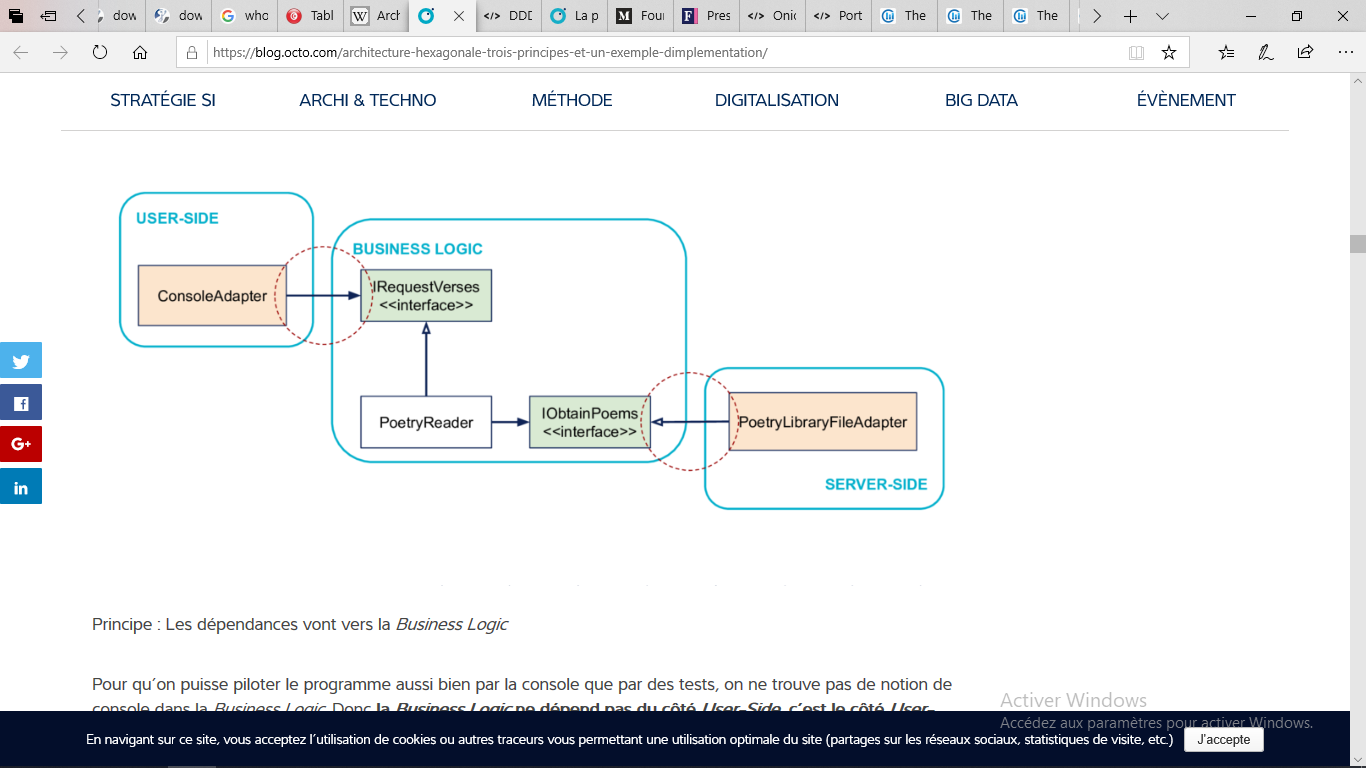 dow
dow
who
Tabl
Arch
DDD
La p
Four
Pres
Onio
Port
The
The
The
https://blog.octo.com/architecture-hexagonale-trois-principes-et-un-exemple-dimplementation/
STRATÉGIE SI
ARCHI & TECHNO
MÉTHODE
DIGITALISATION
BIG DATA
ÉVÈNEMENT
USER-SIDE
BUSINESS LOGIC
ConsoleAdapter
IRequestVerses
<<interface>>
PoetryReader
IObtainPoems
<<interface>>
PoetryLibraryFileAdapter
SERVER-SIDE
G+
in
Principe : Les dépendances vont vers la Business Logic
Pour qu'on puisse piloter le programme aussi bien par la console que par des tests, on ne trouve pas de notion de
console dans la Business Logic. Donc la Business Logic ne dépend pas du côté User-Side, c'est le côté User-
Activer Windows
Accédez aux paramètres pour activer Windows.
En navigant sur ce site, vous acceptez l'utilisation de cookies ou autres traceurs vous permettant une utilisation optimale du site (partages sur les réseaux sociaux, statistiques de visite, etc.)
J'accepte